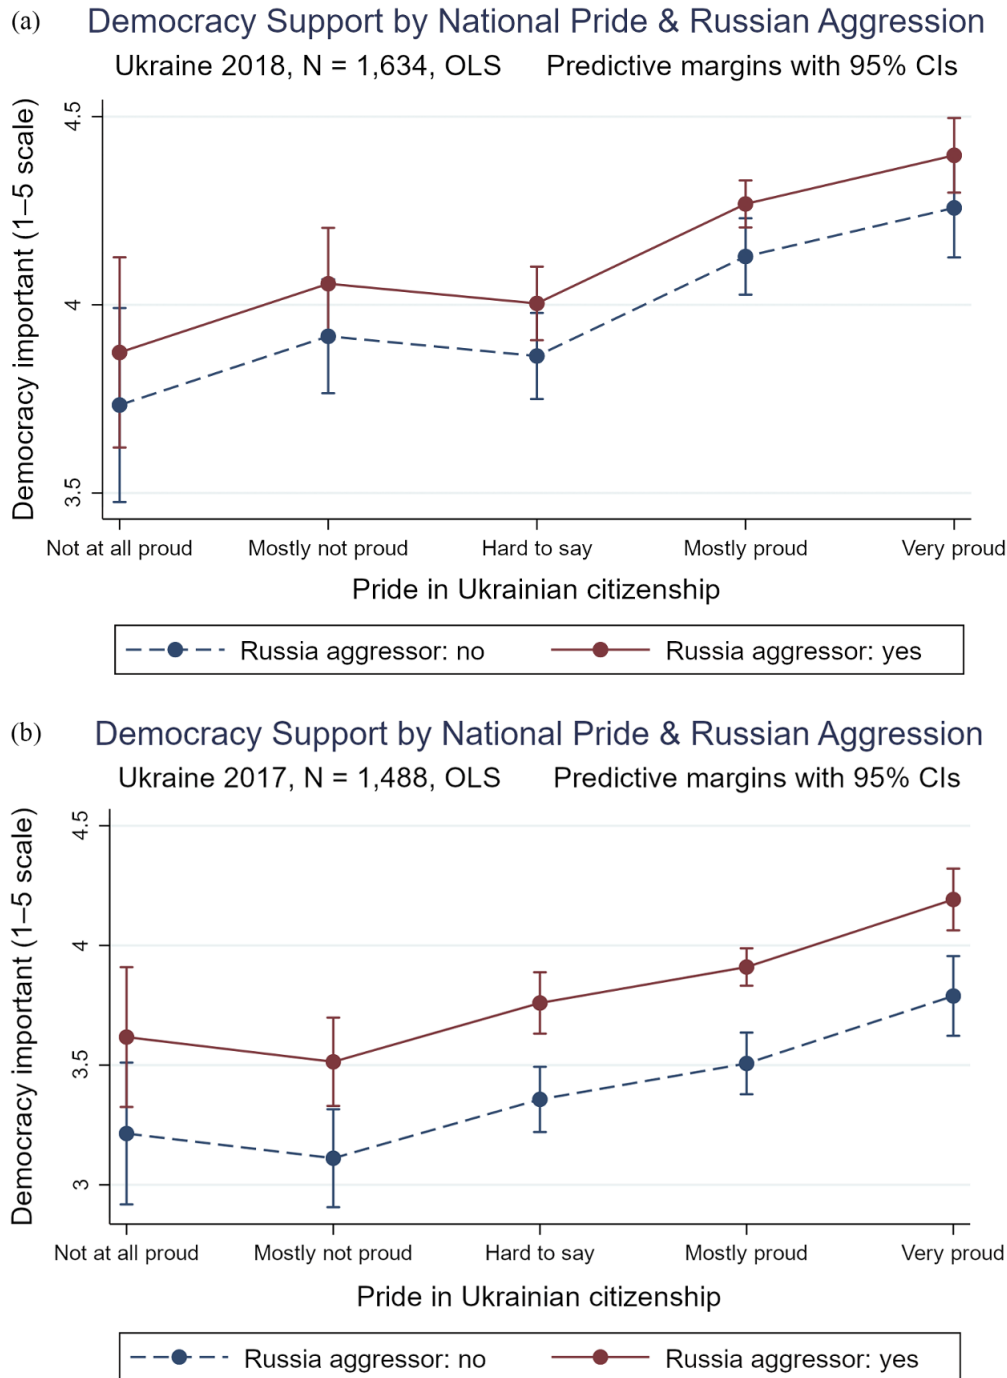 (a) Democracy Support by National Pride & Russian Aggression
Ukraine 2018, N = 1,634, OLS Predictive margins with 95% CIs
Democracy important (1–5 scale)
4.5
4
3.5
Not at all proud Mostly not proud Hard to say Mostly proud Very proud
Pride in Ukrainian citizenship
Russia aggressor: no Russia aggressor: yes
(b) Democracy Support by National Pride & Russian Aggression
Ukraine 2017, N = 1,488, OLS Predictive margins with 95% CIs
Democracy important (1–5 scale)
4.5
4
3.5
3
Not at all proud Mostly not proud Hard to say Mostly proud Very proud
Pride in Ukrainian citizenship
Russia aggressor: no Russia aggressor: yes